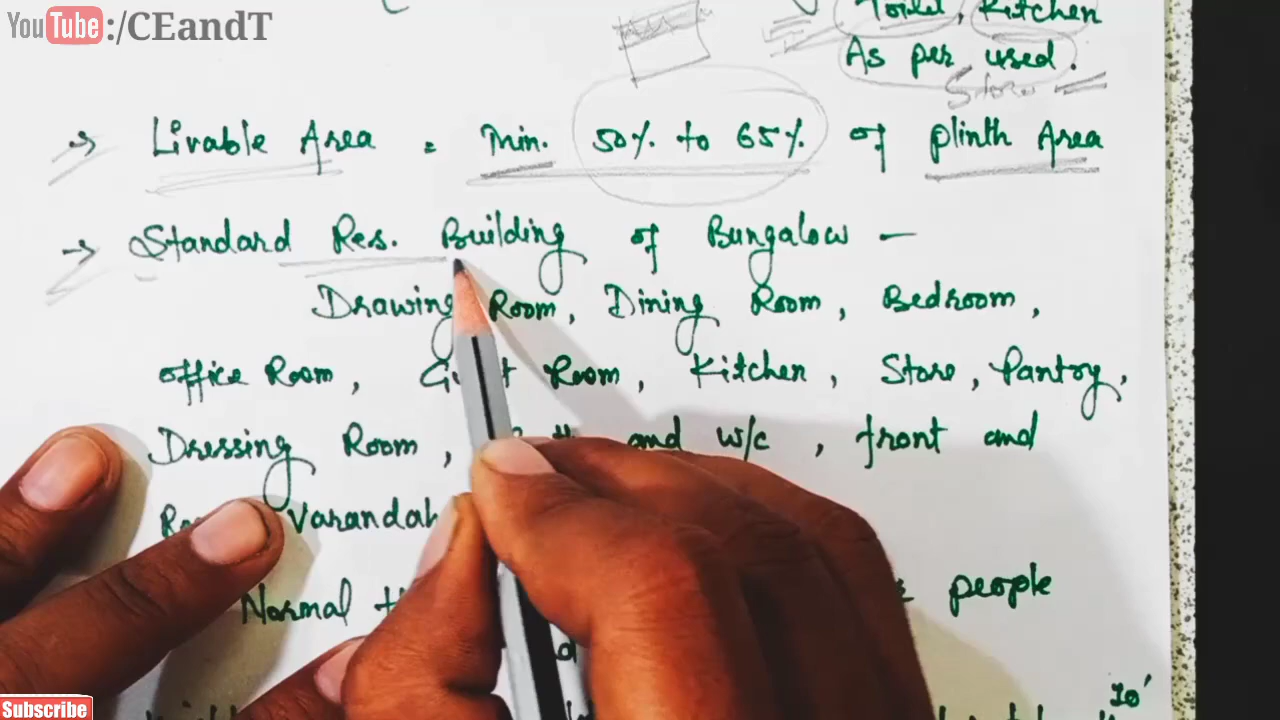 YouTube:/CEandT
Toilet, Kitchen
As per used.
Store
→ Livable Area = Min. 50% to 65% of plinth Area
→ Standard Res. Building of Bungalow —
Drawing Room, Dining Room, Bedroom,
office Room, Room, Kitchen, Store, Pantry,
Dressing Room, and w/c, front and
Varandah
Normal people
10'
Subscribe